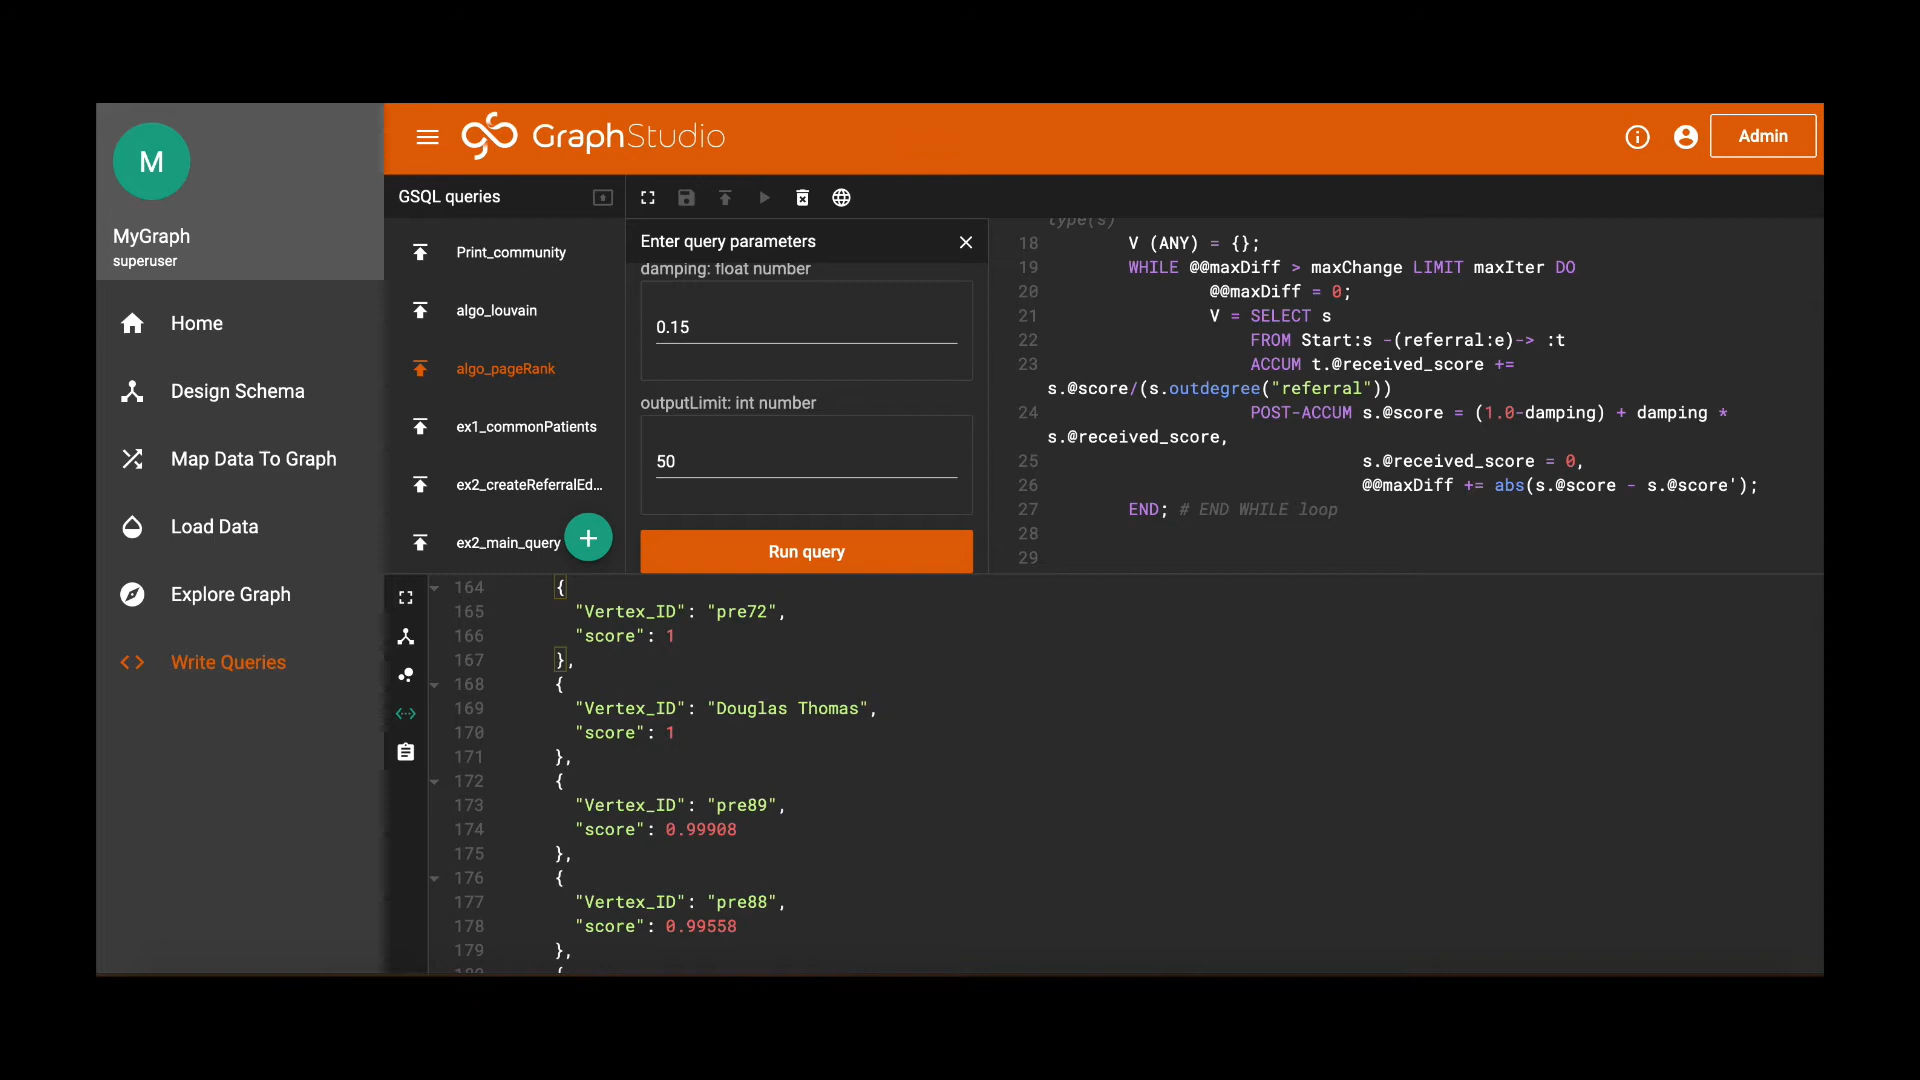 M
MyGraph
superuser
Home
Design Schema
Map Data To Graph
Load Data
Explore Graph
Write Queries
GraphStudio
Admin
GSQL queries
Print_community
algo_louvain
algo_pageRank
ex1_commonPatients
ex2_createReferralEd...
ex2_main_query
Enter query parameters
damping: float number
0.15
outputLimit: int number
50
Run query
type(s)
18 V (ANY) = {};
19 WHILE @@maxDiff > maxChange LIMIT maxIter DO
20 @@maxDiff = 0;
21 V = SELECT s
22 FROM Start:s -(referral:e)-> :t
23 ACCUM t.@received_score +=
s.@score/(s.outdegree("referral"))
24 POST-ACCUM s.@score = (1.0-damping) + damping *
s.@received_score,
25 s.@received_score = 0,
26 @@maxDiff += abs(s.@score - s.@score');
27 END; # END WHILE loop
28
29
164 {
165 "Vertex_ID": "pre72",
166 "score": 1
167 },
168 {
169 "Vertex_ID": "Douglas Thomas",
170 "score": 1
171 },
172 {
173 "Vertex_ID": "pre89",
174 "score": 0.99908
175 },
176 {
177 "Vertex_ID": "pre88",
178 "score": 0.99558
179 },